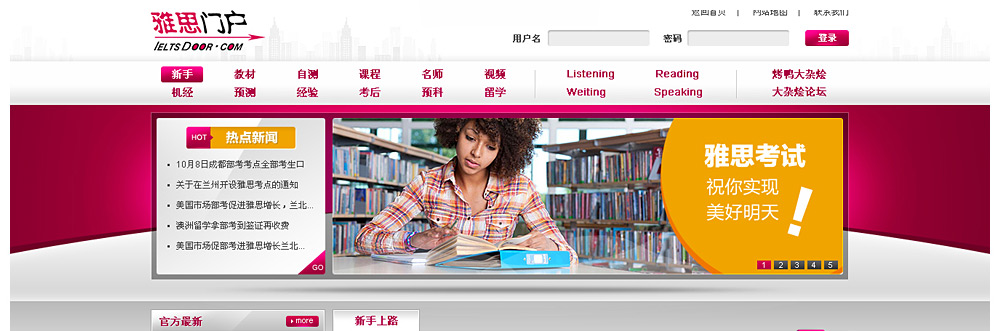 返回首页 | 网站地图 | 联系我们
雅思门户
IELTS DOOR·COM
用户名 密码 登录
新手 教材 自测 课程 名师 视频 Listening Reading 烤鸭大杂烩
机经 预测 经验 考后 预科 留学 Weiting Speaking 大杂烩论坛
HOT 热点新闻
10月8日成都部考考点全部考生口
关于在兰州开设雅思考点的通知
美国市场部考促进雅思增长，兰北...
澳洲留学拿部考到签证再收费
美国市场促部考进雅思增长兰北...
GO
雅思考试
祝你实现
美好明天
!
1 2 3 4 5
官方最新 more 新手上路